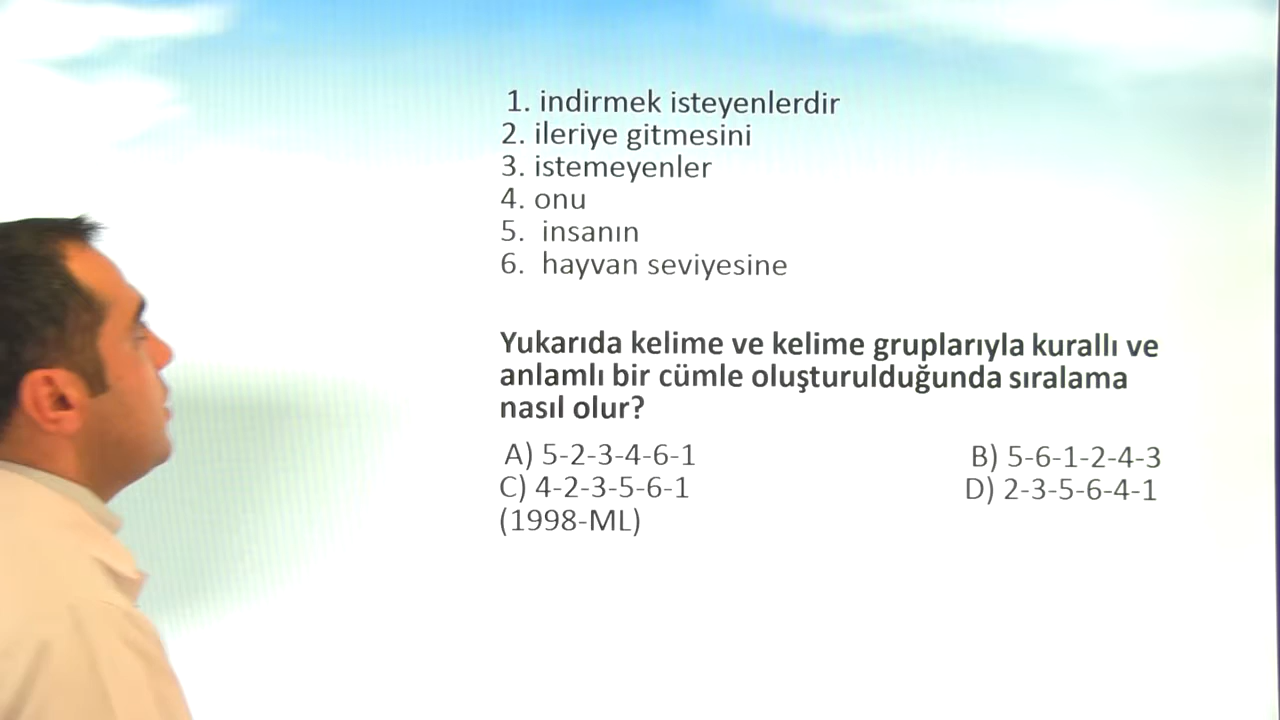 1. indirmek isteyenlerdir
2. ileriye gitmesini
3. istemeyenler
4. onu
5. insanın
6. hayvan seviyesine
Yukarıda kelime ve kelime gruplarıyla kurallı ve
anlamlı bir cümle oluşturulduğunda sıralama
nasıl olur?
A) 5-2-3-4-6-1 B) 5-6-1-2-4-3
C) 4-2-3-5-6-1 D) 2-3-5-6-4-1
(1998-ML)